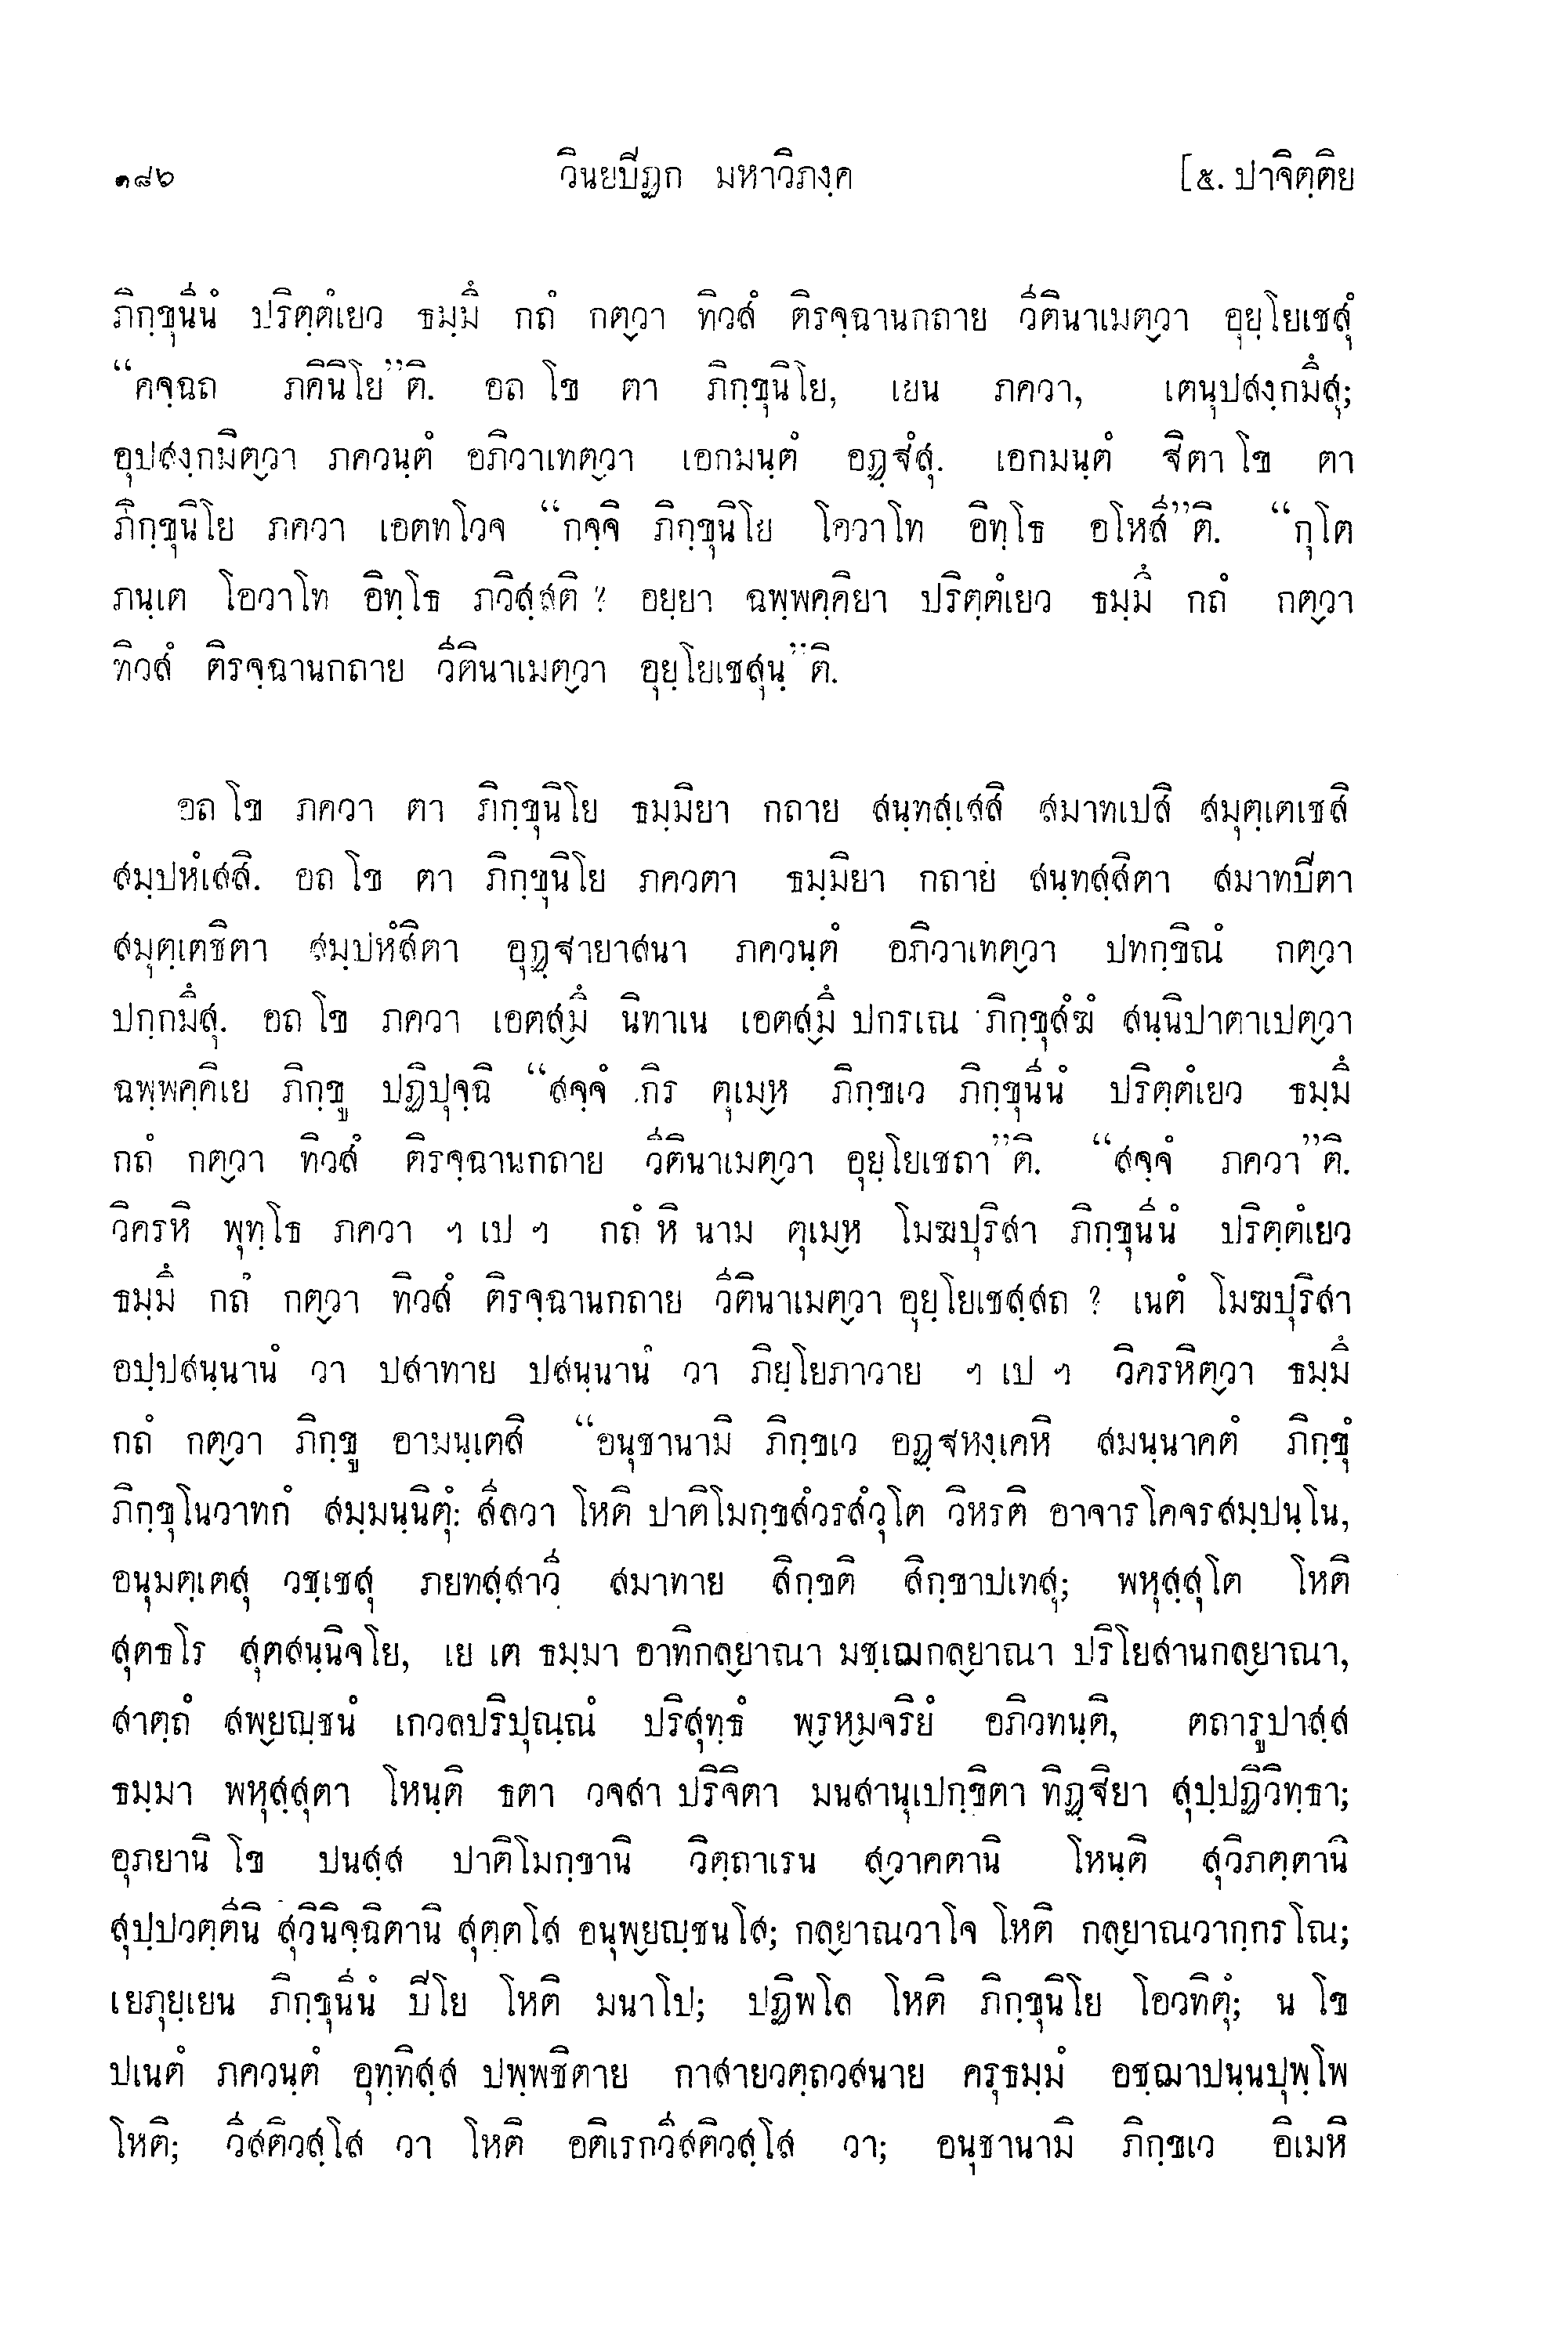 ๑๘๖ วินยปิฏก มหาวิภงฺค [๕. ปาจิตฺติย
ภิกฺขุนีนํ ปริตฺตํเยว ธมฺมึ กถํ กตฺวา ทิวสํ ติรจฺฉานกถาย วีตินาเมตฺวา อุยฺโยเชสุํ
“คจฺฉถ ภคินิโย”ติ. อถ โข ตา ภิกฺขุนิโย, เยน ภควา, เตนุปสงฺกมึสุ;
อุปสงฺกมิตฺวา ภควนฺตํ อภิวาเทตฺวา เอกมนฺตํ อฏฺฐํสุ. เอกมนฺตํ ฐิตา โข ตา
ภิกฺขุนิโย ภควา เอตทโวจ “กจฺจิ ภิกฺขุนิโย โอวาโท อิทฺโธ อโหสี”ติ. “กุโต
ภนฺเต โอวาโท อิทฺโธ ภวิสฺสติ ? อยฺยา ฉพฺพคฺคิยา ปริตฺตํเยว ธมฺมึ กถํ กตฺวา
ทิวสํ ติรจฺฉานกถาย วีตินาเมตฺวา อุยฺโยเชสุนฺ”ติ.
อถ โข ภควา ตา ภิกฺขุนิโย ธมฺมิยา กถาย สนฺทสฺเสสิ สมาทเปสิ สมุตฺเตเชสิ
สมฺปหํเสสิ. อถ โข ตา ภิกฺขุนิโย ภควตา ธมฺมิยา กถาย สนฺทสฺสิตา สมาทปิตา
สมุตฺเตชิตา สมฺปหํสิตา อุฏฺฐายาสนา ภควนฺตํ อภิวาเทตฺวา ปทกฺขิณํ กตฺวา
ปกฺกมึสุ. อถ โข ภควา เอตสฺมึ นิทาเน เอตสฺมึ ปกรเณ ภิกฺขุสํฆํ สนฺนิปาตาเปตฺวา
ฉพฺพคฺคิเย ภิกฺขู ปฏิปุจฺฉิ “สจฺจํ กิร ตุเมฺห ภิกฺขเว ภิกฺขุนีนํ ปริตฺตํเยว ธมฺมึ
กถํ กตฺวา ทิวสํ ติรจฺฉานกถาย วีตินาเมตฺวา อุยฺโยเชถา”ติ. “สจฺจํ ภควา”ติ.
วิครหิ พุทฺโธ ภควา ฯ เป ฯ กถํ หิ นาม ตุเมฺห โมฆปุริสา ภิกฺขุนีนํ ปริตฺตํเยว
ธมฺมึ กถํ กตฺวา ทิวสํ ติรจฺฉานกถาย วีตินาเมตฺวา อุยฺโยเชสฺสถ ? เนตํ โมฆปุริสา
อปฺปสนฺนานํ วา ปสาทาย ปสนฺนานํ วา ภิยฺโยภาวาย ฯ เป ฯ วิครหิตฺวา ธมฺมึ
กถํ กตฺวา ภิกฺขู อามนฺเตสิ “อนุชานามิ ภิกฺขเว อฏฺฐหงฺเคหิ สมนฺนาคตํ ภิกฺขุํ
ภิกฺขุโนวาทกํ สมฺมนฺนิตุํ: สีลวา โหติ ปาติโมกฺขสํวรสํวุโต วิหรติ อาจารโคจรสมฺปนฺโน,
อนุมตฺเตสุ วชฺเชสุ ภยทสฺสาวี สมาทาย สิกฺขติ สิกฺขาปเทสุ; พหุสฺสุโต โหติ
สุตธโร สุตสนฺนิจโย, เย เต ธมฺมา อาทิกลฺยาณา มชฺเฌกลฺยาณา ปริโยสานกลฺยาณา,
สาตฺถํ สพฺยญฺชนํ เกวลปริปุณฺณํ ปริสุทฺธํ พฺรหฺมจริยํ อภิวทนฺติ, ตถารูปาสฺส
ธมฺมา พหุสฺสุตา โหนฺติ ธตา วจสา ปริจิตา มนสานุเปกฺขิตา ทิฏฺฐิยา สุปฺปฏิวิทฺธา;
อุภยานิ โข ปนสฺส ปาติโมกฺขานิ วิตฺถาเรน สฺวาคตานิ โหนฺติ สุวิภตฺตานิ
สุปฺปวตฺตีนิ สุวินิจฺฉิตานิ สุตฺตโส อนุพฺยญฺชนโส; กลฺยาณวาโจ โหติ กลฺยาณวากฺกรโณ;
เยภุยฺเยน ภิกฺขุนีนํ ปิโย โหติ มนาโป; ปฏิพโล โหติ ภิกฺขุนิโย โอวทิตุํ; น โข
ปเนตํ ภควนฺตํ อุทฺทิสฺส ปพฺพชิตาย กาสายวตฺถวสนาย ครุธมฺมํ อชฺฌาปนฺนปุพฺโพ
โหติ; วีสติวสฺโส วา โหติ อติเรกวีสติวสฺโส วา; อนุชานามิ ภิกฺขเว อิเมหิ